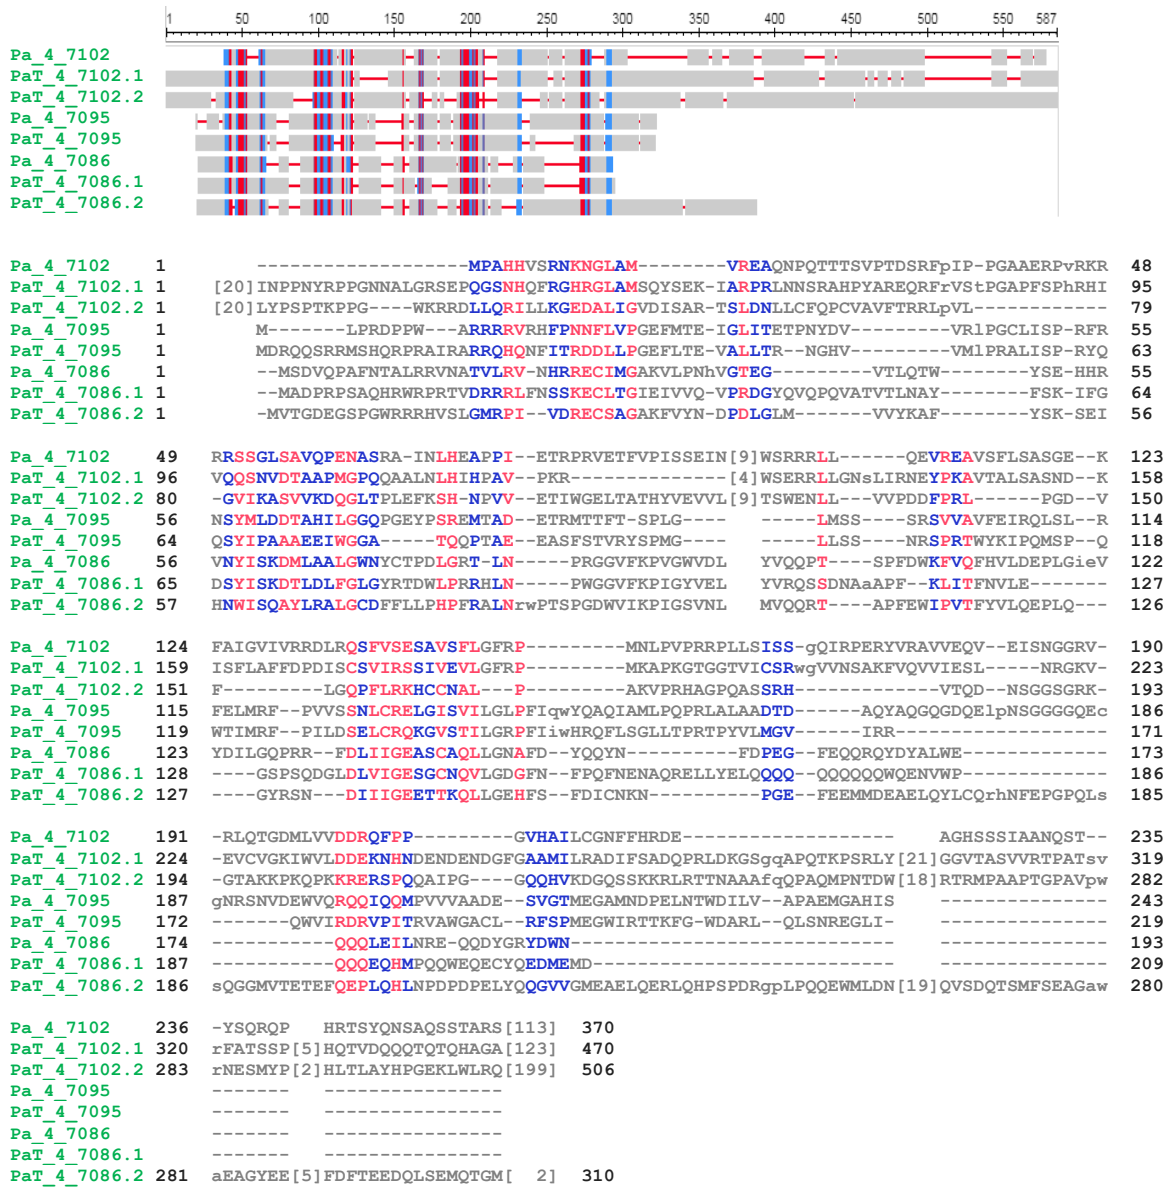 1 50 100 150 200 250 300 350 400 450 500 550 587
Pa_4_7102
PaT_4_7102.1
PaT_4_7102.2
Pa_4_7095
PaT_4_7095
Pa_4_7086
PaT_4_7086.1
PaT_4_7086.2
Pa_4_7102 1 --------------------MPAHHVSRNKNGLAM--------VREAQNPQTTTSVPTDSRFpIP-PGAAERPvRKR 48
PaT_4_7102.1 1 [20]INPPNYRPPGNNALGRSEPQGSNHQFRGHRGLAMSQYSEK-IARPRLNNSRAHPYAREQRFrVStPGAPFSPhRHI 95
PaT_4_7102.2 1 [20]LYPSPTKPPG-----WKRRDLLQRILLKGEDALIGVDISAR-TSLDNLLCFQPCVAVFTRRLpVL------------- 79
Pa_4_7095 1 M-------LPRDPPW---ARRRRVRHFPNNFLVPGEFMTE-IGLITETPNYDV---------VRlPGCLISP-RFR 55
PaT_4_7095 1 MDRQQSRRMSHQRPRAIRARRQHQNFITRDDLLPGEFLTE-VALLTR--NGHV---------VMlPRALISP-RYQ 63
Pa_4_7086 1 --MSDVQPAFNTALRRVNATVLRV-NHRRECIMGAKVLPNhVGTEG----------VTLQTW------YSE-HHR 55
PaT_4_7086.1 1 --MADPRPSAQHRWRPRTVDRRRLFNSSKECLTGIEIVVQ-VPRDGYQVQPQVATVTLNAY-------FSK-IFG 64
PaT_4_7086.2 1 -MVTGDEGSPGWRRRHVSLGMRPI--VDRECSAGAKFVYN-DPDLGLM--------VVYKAF------YSK-SEI 56
Pa_4_7102 49 RRSSGLSAVQPENASRA-INLHEAPPI---ETRPRVETFVPISSEIN[9]WSRRRLL------QEVREAVSFLSASGE--K 123
PaT_4_7102.1 96 VQQSNVDTAAPMGPQQAALNLHIHPAV---PKR--------------[4]WSERRLLLGNsLIRNEYPKAVTALSASND--K 158
PaT_4_7102.2 80 -GVIKASVVKDQGLTPLEFKSH-NPVV---ETIWGELTATHYVEVVL[9]TSWENLL----VVPDDFPRL------PGD--V 150
Pa_4_7095 56 NSYMLDDTAHILGGQPGEYPSREMTAD---ETRMTTFT-SPLG---- -----LMSS---SRSVVAVFEIRQLSL--R 114
PaT_4_7095 64 QSYIPAAAEEIWGGA----TQQPTAE---EASFSTVRYSPMG----- -----LLSS---NRSPRTWYKIPQMSP--Q 118
Pa_4_7086 56 VNYISKDMLAALGWNYCTPDLGRT-LN---PRGGVFKPVGWVDL YVQQPT----SPFDWKFVQFHVLDEPLGieV 122
PaT_4_7086.1 65 DSYISKDTLDLFGLGYRTDWLPRRHLN---PWGGVFKPIGYVEL YVRQSSDNAaAPF--KLITFNVLE------- 127
PaT_4_7086.2 57 HNWISQAYLRALGCDFFLLPHPFRALNrwPTSPGDWVIKPIGSVNL MVQQRT----APFEWIPVTFYVLQEPLQ--- 126
Pa_4_7102 124 FAIGVIVRRDLRQSFVSESAVSFLGFRP--------MNLPVPRRPLLSISS-gQIRPERYVRAVVEQV--EISNGGRV- 190
PaT_4_7102.1 159 ISFLAFFDPDISCSVIRSSIVEVLGFRP--------MKAPKGTGGTVICSRwgVVNSAKFVQVVIESL---NRGKV- 223
PaT_4_7102.2 151 F---------LGQPFLRKHCCNAL---P--------AKVPRHAGPQASSRH------------VTQD--NSGGSGRK- 193
Pa_4_7095 115 FELMRF--PVVSSNLCRELGISVILGLPFIqwYQAQIAMLPQPRLALAADTD------AQYAQGQGDQElpNSGGGGQEc 186
PaT_4_7095 119 WTIMRF--PILDSELCRQKGVSTILGRPFIiwHRQFLSGLLTPRTPYVLMGV------IRR------------------ 171
Pa_4_7086 123 YDILGQPRR--FDLIIGEASCAQLLGNAFD--YQQYN-------FDPEG--FEQQRQYDYALWE-------------- 173
PaT_4_7086.1 128 ----GSPSQDGLDLVIGESGCNQVLGDGFN--FPQFNENAQRELLYELQQQQ--QQQQQQWQENVWP------------ 186
PaT_4_7086.2 127 ----GYRSN---DIIIGEETTKQLLGEHFS--FDICNKN----------PGE--FEEMMDEAELQYLCQrhNFEPGPQLs 185
Pa_4_7102 191 -RLQTGDMLVVDDRQFPP--------GVHAILCGNFFHRDE------------------- AGHSSSIAANQST-- 235
PaT_4_7102.1 224 -EVCVGKIWVLDDEKNHNDENDENDGFGAAMILRADIFSADQPRLDKGSgqAPQTKPSRLY[21]GGVTASVVRTPATsv 319
PaT_4_7102.2 194 -GTAKKPKQPKKRERSPQQAIPG----GQQHVKDGQSSKKRLRTTNAAAfqQPAQMPNTDW[18]RTRMPAAPTGPAVpw 282
Pa_4_7095 187 gNRSNVDEWVQRQQIQQMPVVVAADE--SVGTMEGAMNDPELNTWDILV--APAEMGAHIS -------------- 243
PaT_4_7095 172 -------QWVIRDRVPITRVAWGACL--RFSPMEGWIRTTKFG-WDARL--QLSNREGLI- -------------- 219
Pa_4_7086 174 -----------QQQLEILNRE-QQDYGRYDWN---------------------------- -------------- 193
PaT_4_7086.1 187 -----------QQQEQHMPQQWEQECYQEDMEMD-------------------------- -------------- 209
PaT_4_7086.2 186 sQGGMVTETEFQEPLQHLNPDPDPELYQQGVVGMEAELQERLQHPSPDRgpLPQQEWMLDN[19]QVSDQTSMFSEAGaw 280
Pa_4_7102 236 -YSQRQP HRTSYQNSAQSSTARS[113] 370
PaT_4_7102.1 320 rFATSSP[5]HQTVDQQQTQTQHAGA[123] 470
PaT_4_7102.2 283 rNESMYP[2]HLTLAYHPGEKLWLRQ[199] 506
Pa_4_7095 ------- ----------------
PaT_4_7095 ------- ----------------
Pa_4_7086 ------- ----------------
PaT_4_7086.1 ------- ----------------
PaT_4_7086.2 281 aEAGYEE[5]FDFTEEDQLSEMQTGM[ 2] 310